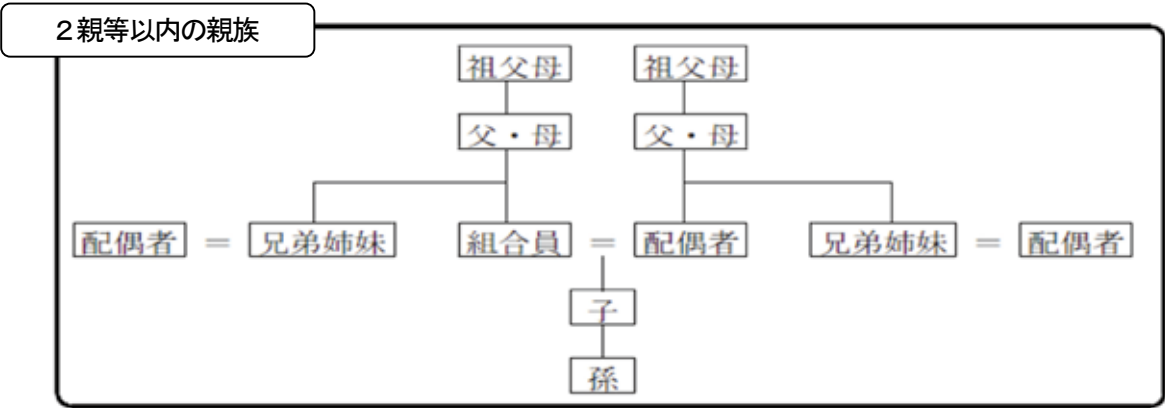 ２親等以内の親族
祖父母 祖父母
父・母 父・母
配偶者 ＝ 兄弟姉妹 組合員 ＝ 配偶者 兄弟姉妹 ＝ 配偶者
子
孫